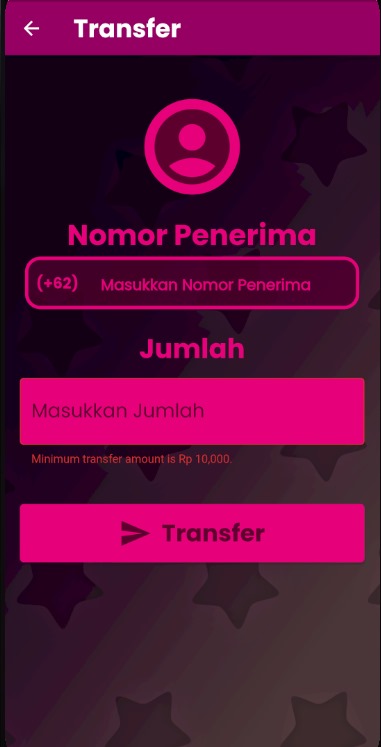 Transfer
Nomor Penerima
(+62) Masukkan Nomor Penerima
Jumlah
Masukkan Jumlah
Minimum transfer amount is Rp 10,000.
Transfer